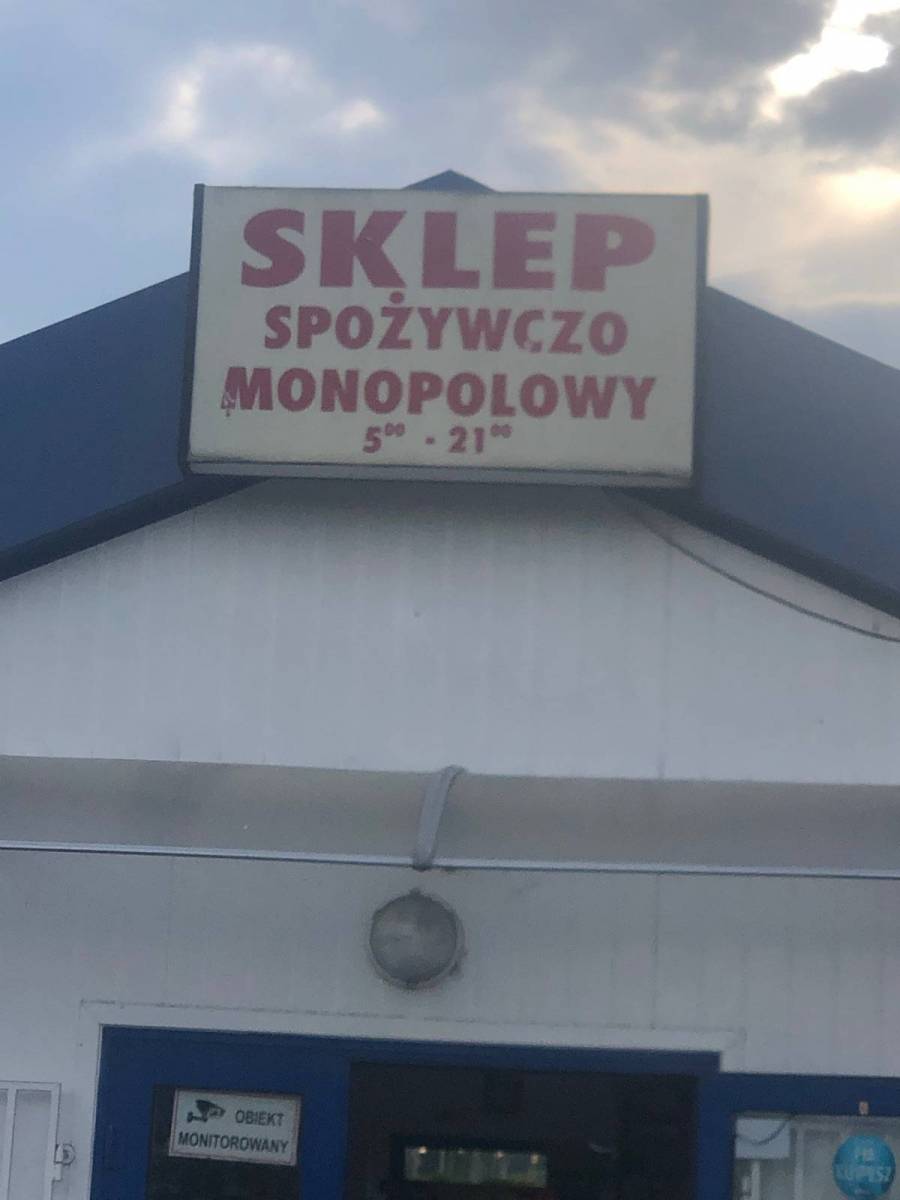 SKLEP
SPOŻYWCZO
MONOPOLOWY
5⁰⁰ - 21⁰⁰
OBIEKT
MONITOROWANY